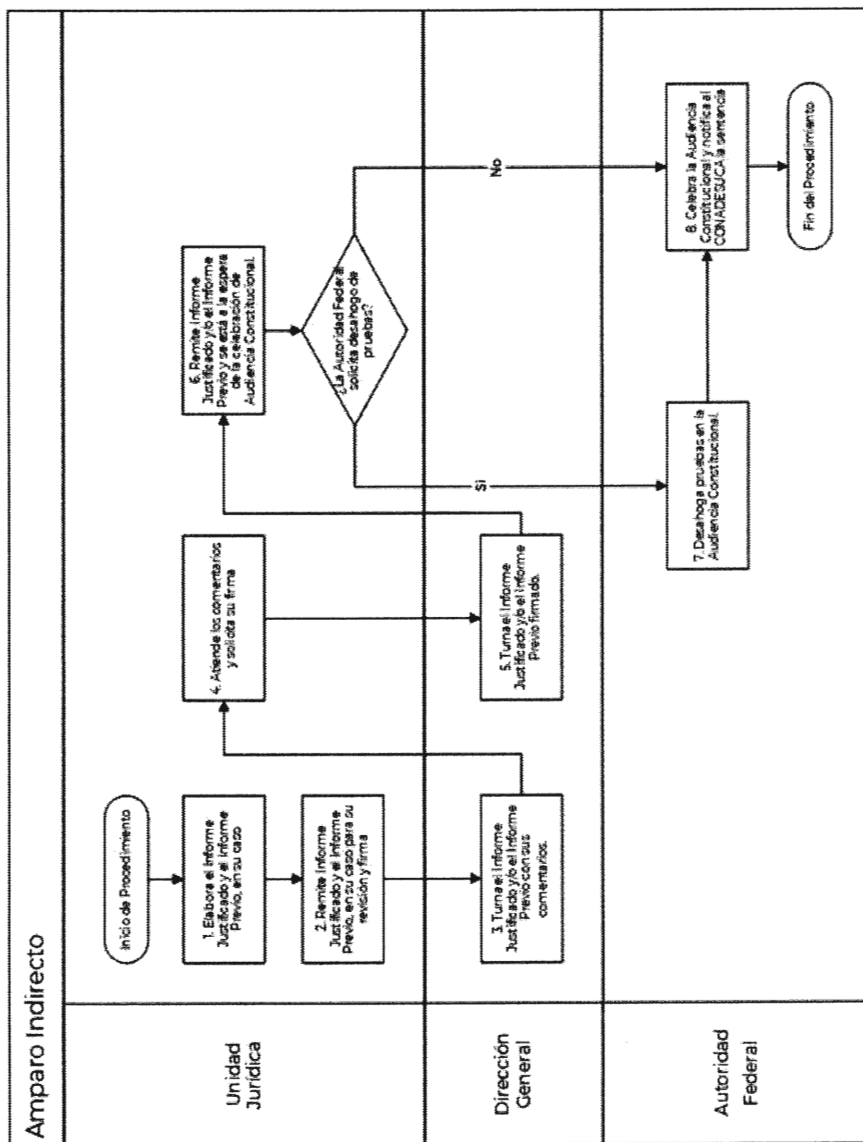 Amparo Indirecto
Unidad
Jurídica
Inicio de Procedimiento
1. Elabora el Informe
Justificado y el Informe
Previo, en su caso
2. Remite Informe
Justificado y el Informe
Previo, en su caso para su
revisión y firma
4. Atiende los comentarios
y solicita su firma
6. Remite Informe
Justificado y/o el Informe
Previo y se está a la espera
de la celebración de
Audiencia Constitucional.
¿La Autoridad Federal
solicita desahogo de
pruebas?
Si
No
Dirección
General
3. Turna el Informe
Justificado y/o el Informe
Previo con sus
comentarios.
5. Turna el Informe
Justificado y/o el Informe
Previo firmado.
Autoridad
Federal
7. Desahoga pruebas en la
Audiencia Constitucional.
8. Celebra la Audiencia
Constitucional y notifica al
CONADESUCA la sentencia
Fin del Procedimiento